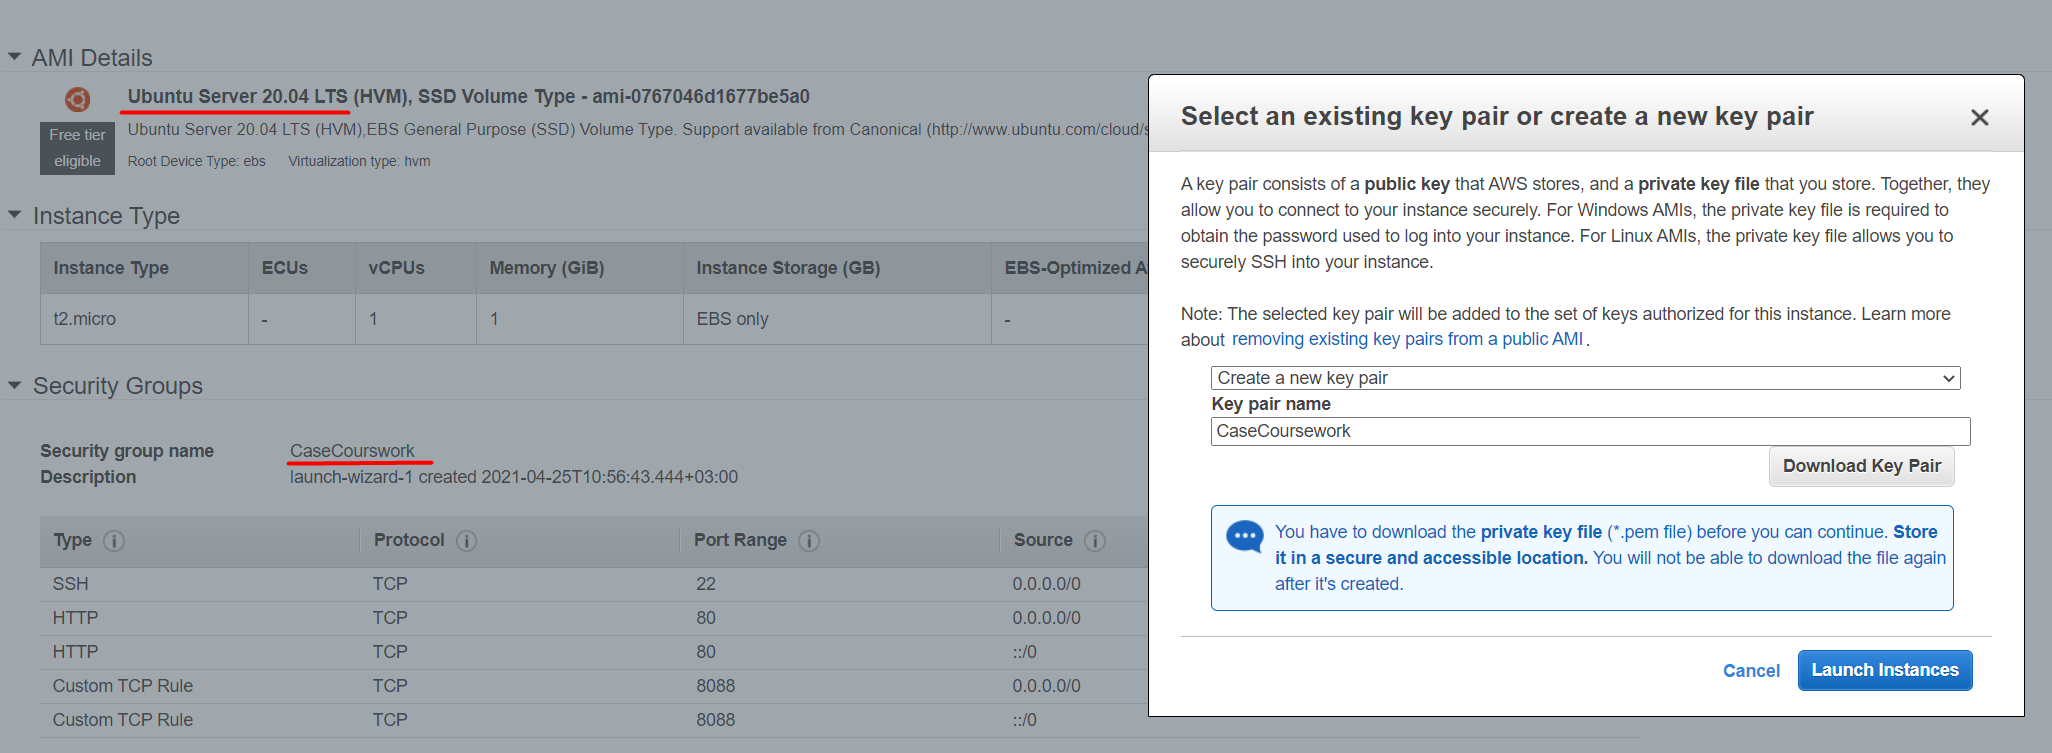 AMI Details
Ubuntu Server 20.04 LTS (HVM), SSD Volume Type - ami-0767046d1677be5a0
Free tier
eligible
Ubuntu Server 20.04 LTS (HVM),EBS General Purpose (SSD) Volume Type. Support available from Canonical (http://www.ubuntu.com/cloud/s
Root Device Type: ebs Virtualization type: hvm
Instance Type
Instance Type ECUs vCPUs Memory (GiB) Instance Storage (GB) EBS-Optimized A
t2.micro - 1 1 EBS only -
Security Groups
Security group name CaseCourswork
Description launch-wizard-1 created 2021-04-25T10:56:43.444+03:00
Type Protocol Port Range Source
SSH TCP 22 0.0.0.0/0
HTTP TCP 80 0.0.0.0/0
HTTP TCP 80 ::/0
Custom TCP Rule TCP 8088 0.0.0.0/0
Custom TCP Rule TCP 8088 ::/0
Select an existing key pair or create a new key pair
A key pair consists of a public key that AWS stores, and a private key file that you store. Together, they
allow you to connect to your instance securely. For Windows AMIs, the private key file is required to
obtain the password used to log into your instance. For Linux AMIs, the private key file allows you to
securely SSH into your instance.
Note: The selected key pair will be added to the set of keys authorized for this instance. Learn more
about removing existing key pairs from a public AMI.
Create a new key pair
Key pair name
CaseCoursework
Download Key Pair
You have to download the private key file (*.pem file) before you can continue. Store
it in a secure and accessible location. You will not be able to download the file again
after it's created.
Cancel Launch Instances